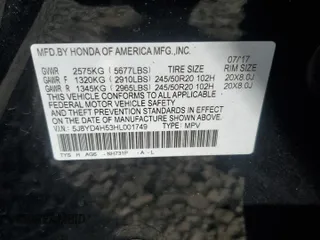 MFD.BY HONDA OF AMERICA MFG.,INC. 07/17
GVWR 2575KG (5677LBS) TIRE SIZE RIM SIZE
GAWR F 1320KG (2910LBS) 245/50R20 102H 20X8.0J
GAWR R 1345KG (2965LBS) 245/50R20 102H 20X8.0J
THIS VEHICLE CONFORMS TO ALL APPLICABLE
FEDERAL MOTOR VEHICLE SAFETY AND THEFT
PREVENTION STANDARDS IN EFFECT ON THE DATE
OF MANUFACTURE SHOWN ABOVE.
5J8YD4H53HL001749 TYPE: MPV
NH731P - A - L